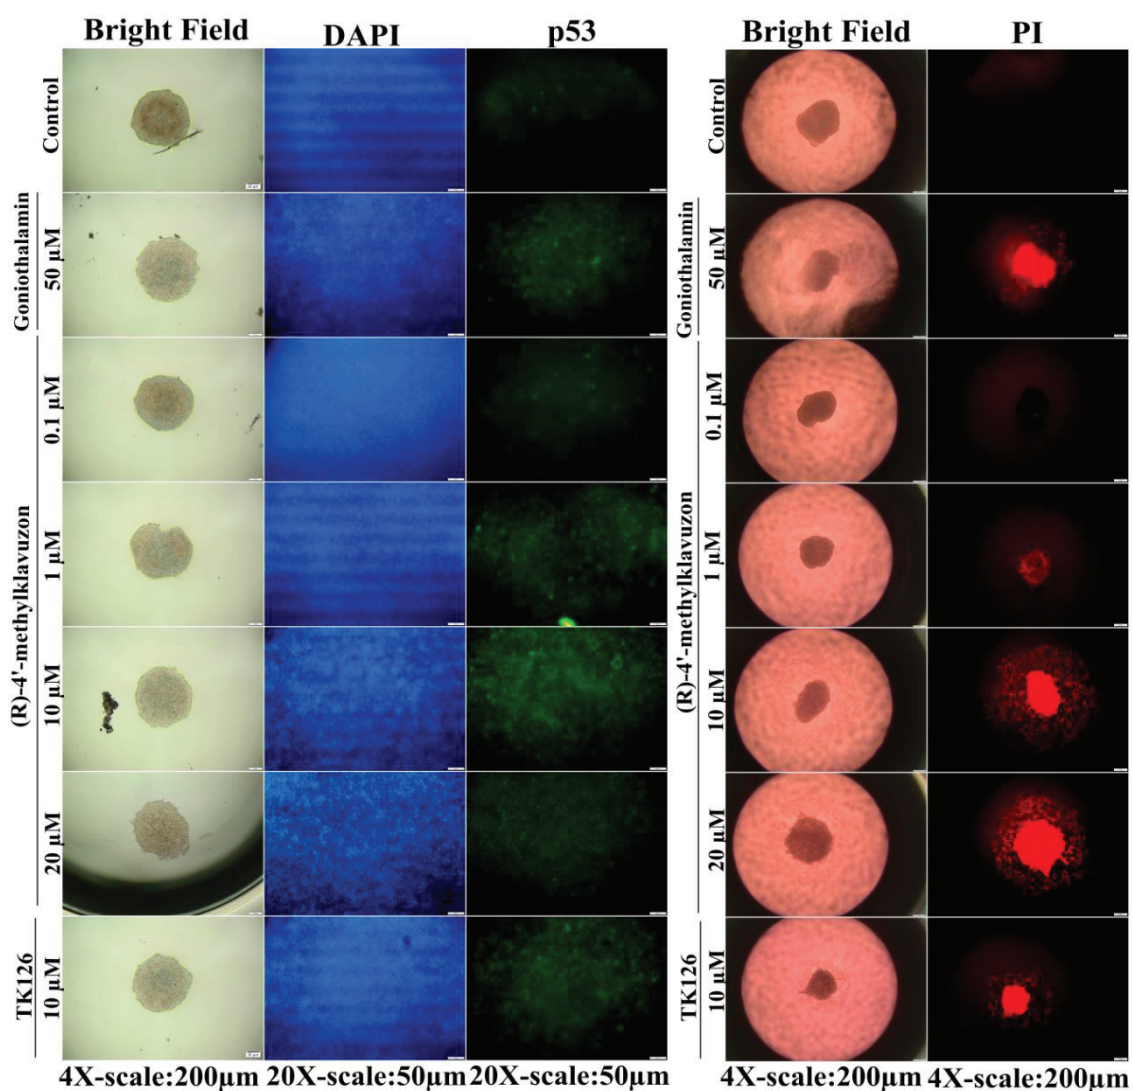 Bright Field DAPI p53 Bright Field PI
Control
Control
Goniothalamin
50 μM
Goniothalamin
50 μM
(R)-4'-methylklavuzon
0.1 μM
1 μM
10 μM
20 μM
(R)-4'-methylklavuzon
0.1 μM
1 μM
10 μM
20 μM
TK126
10 μM
TK126
10 μM
4X-scale:200μm 20X-scale:50μm 20X-scale:50μm 4X-scale:200μm 4X-scale:200μm